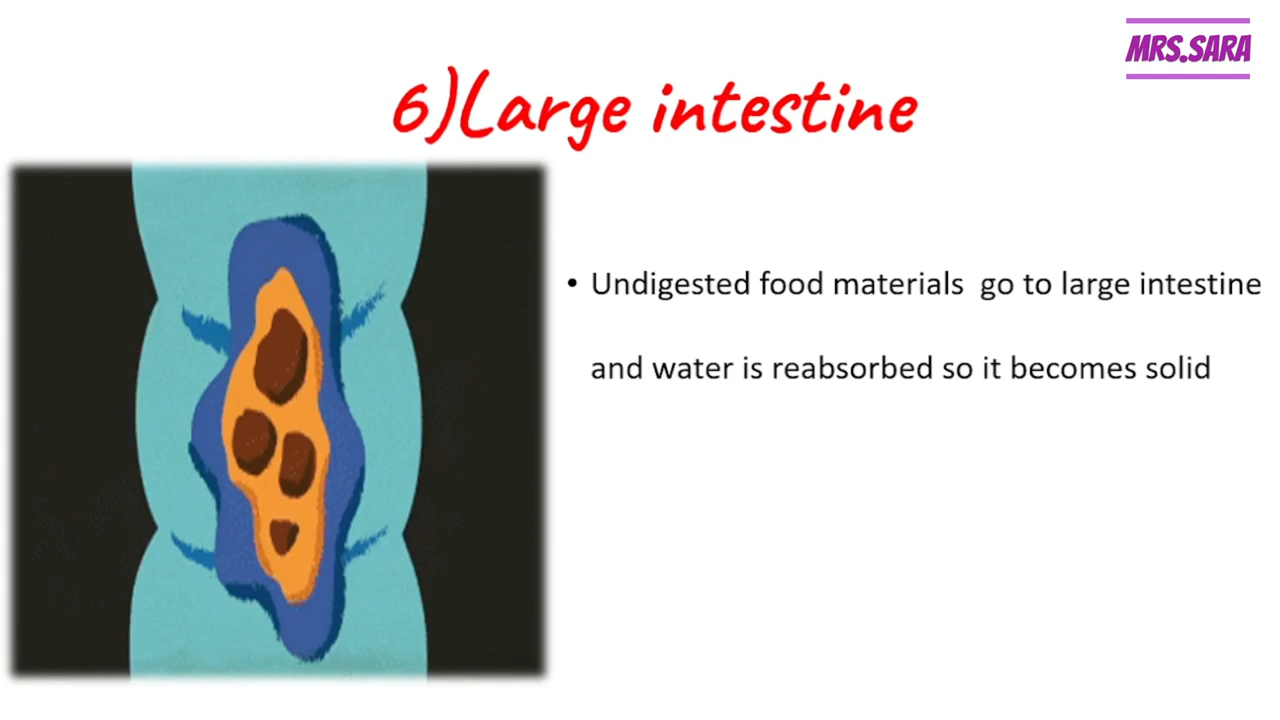 MRS.SARA
6)Large intestine
• Undigested food materials  go to large intestine
and water is reabsorbed so it becomes solid